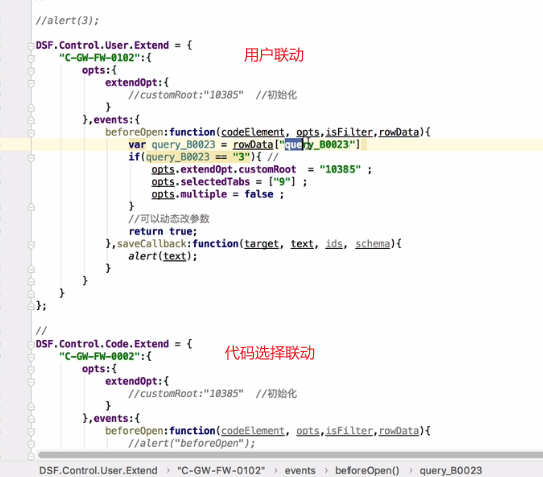 //alert(3);
DSF.Control.User.Extend = {
用户联动
"C-GW-FW-0102":{
opts:{
extendOpt:{
//customRoot:"10385"  //初始化
}
},events:{
beforeOpen:function(codeElement, opts,isFilter,rowData){
var query_B0023 = rowData["query_B0023"]
if(query_B0023 == "3"){ //
opts.extendOpt.customRoot  = "10385" ;
opts.selectedTabs = ["9"] ;
opts.multiple = false ;
}
//可以动态改参数
return true;
},saveCallback:function(target, text, ids, schema){
alert(text);
}
}
}
};
//
DSF.Control.Code.Extend = {
代码选择联动
"C-GW-FW-0002":{
opts:{
extendOpt:{
//customRoot:"10385"  //初始化
}
},events:{
beforeOpen:function(codeElement, opts,isFilter,rowData){
//alert("beforeOpen");
DSF.Control.User.Extend › "C-GW-FW-0102" › events › beforeOpen() › query_B0023